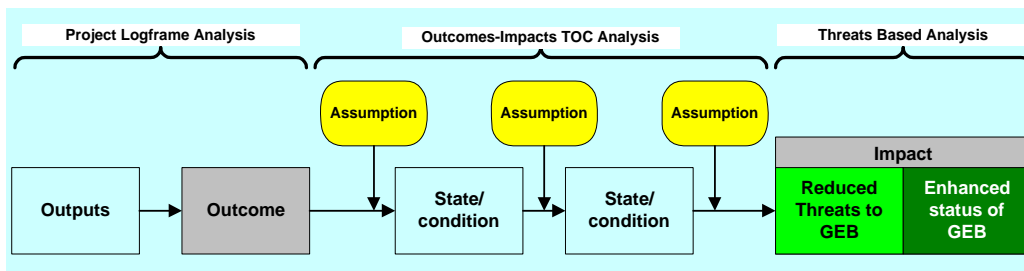 Project Logframe Analysis
Outcomes-Impacts TOC Analysis
Threats Based Analysis
Assumption
Assumption
Assumption
Outputs
Outcome
State/
condition
State/
condition
Impact
Reduced
Threats to
GEB
Enhanced
status of
GEB